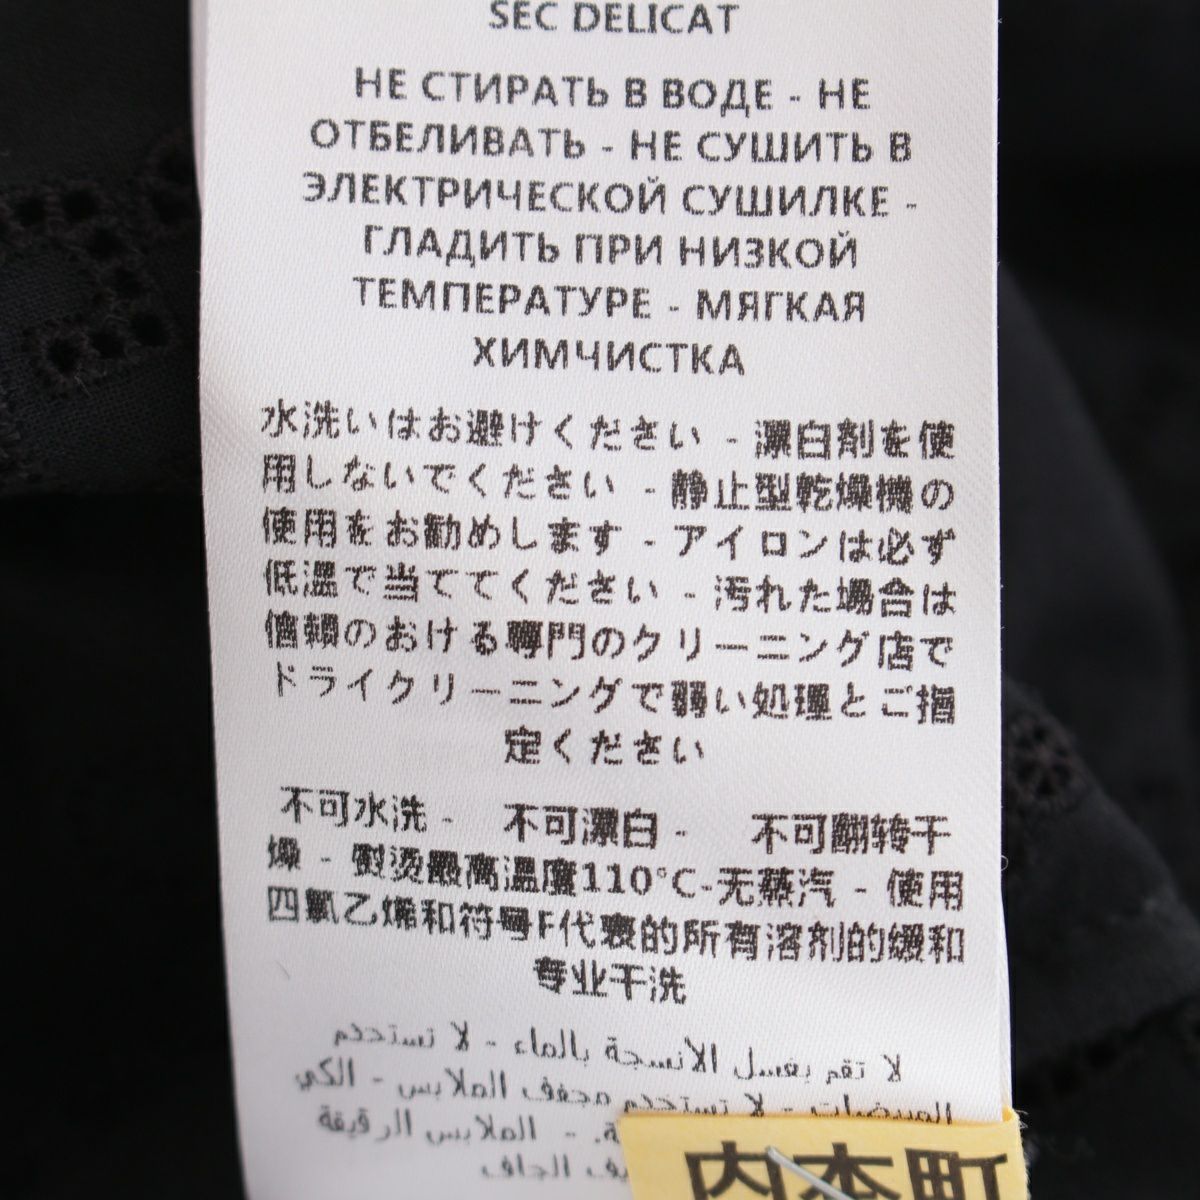 SEC DELICAT
НЕ СТИРАТЬ В ВОДЕ - НЕ
ОТБЕЛИВАТЬ - НЕ СУШИТЬ В
ЭЛЕКТРИЧЕСКОЙ СУШИЛКЕ -
ГЛАДИТЬ ПРИ НИЗКОЙ
ТЕМПЕРАТУРЕ - МЯГКАЯ
ХИМЧИСТКА
水洗いはお避けください - 漂白剤を使
用しないでください - 静止型乾燥機の
使用をお勧めします - アイロンは必ず
低温で当ててください - 汚れた場合は
信頼のおける專門のクリーニング店で
ドライクリーニングで弱い処理とご指
定ください
不可水洗 - 不可漂白 - 不可翻转干
燥 - 熨烫最高温度110°C-无蒸汽 - 使用
四氯乙烯和符号F代表的所有溶剂的缓和
专业干洗
لا تقم بغسل الأنسجة بالماء - لا تستخدم
لا تستخدم مجفف الملابس - الكي
الملابس الرقيقة
内本町